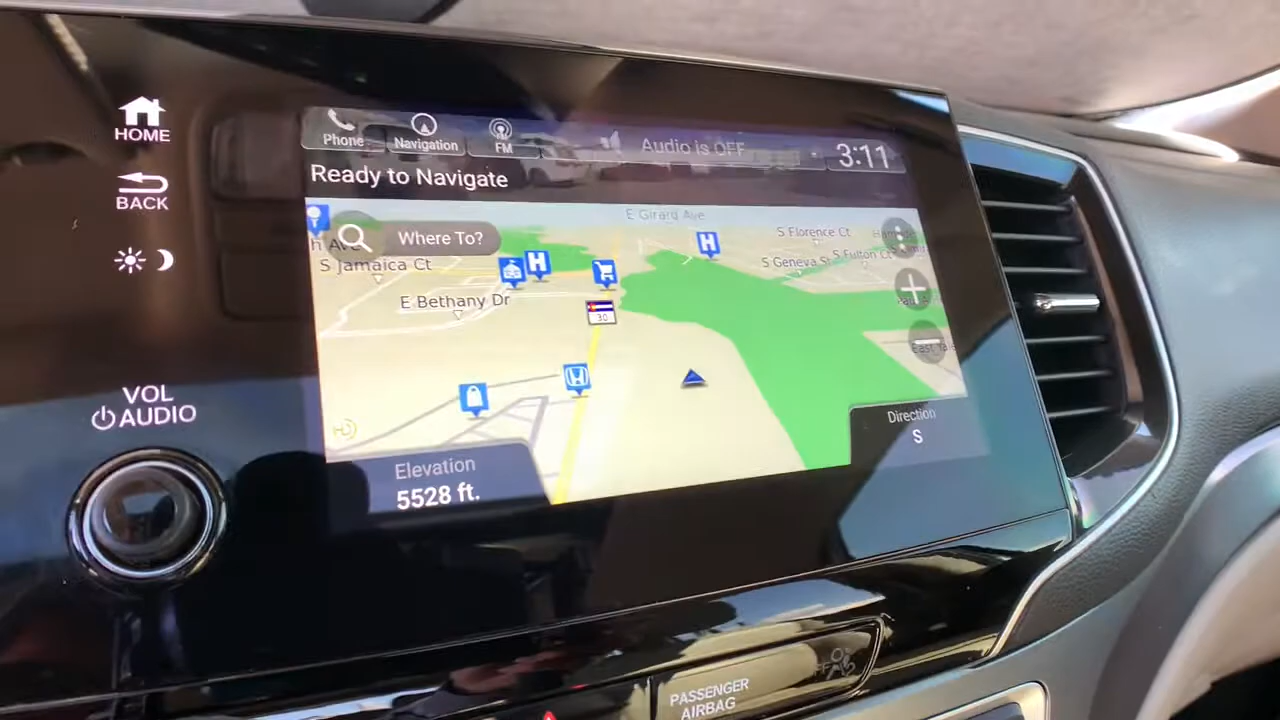 HOME
BACK
VOL
AUDIO
Phone
Navigation
FM
Audio is OFF
3:11
Ready to Navigate
Where To?
E Girard Ave
S Jamaica Ct
E Bethany Dr
S Florence Ct
S Geneva St
S Fulton Ct
H
H
30
Elevation
5528 ft.
Direction
S
PASSENGER
AIRBAG